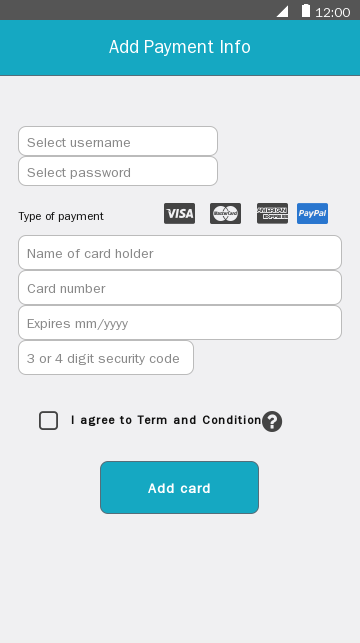 12:00
Add Payment Info
Select username
Select password
Type of payment VISA MasterCard AMERICAN EXPRESS PayPal
Name of card holder
Card number
Expires mm/yyyy
3 or 4 digit security code
I agree to Term and Condition ?
Add card